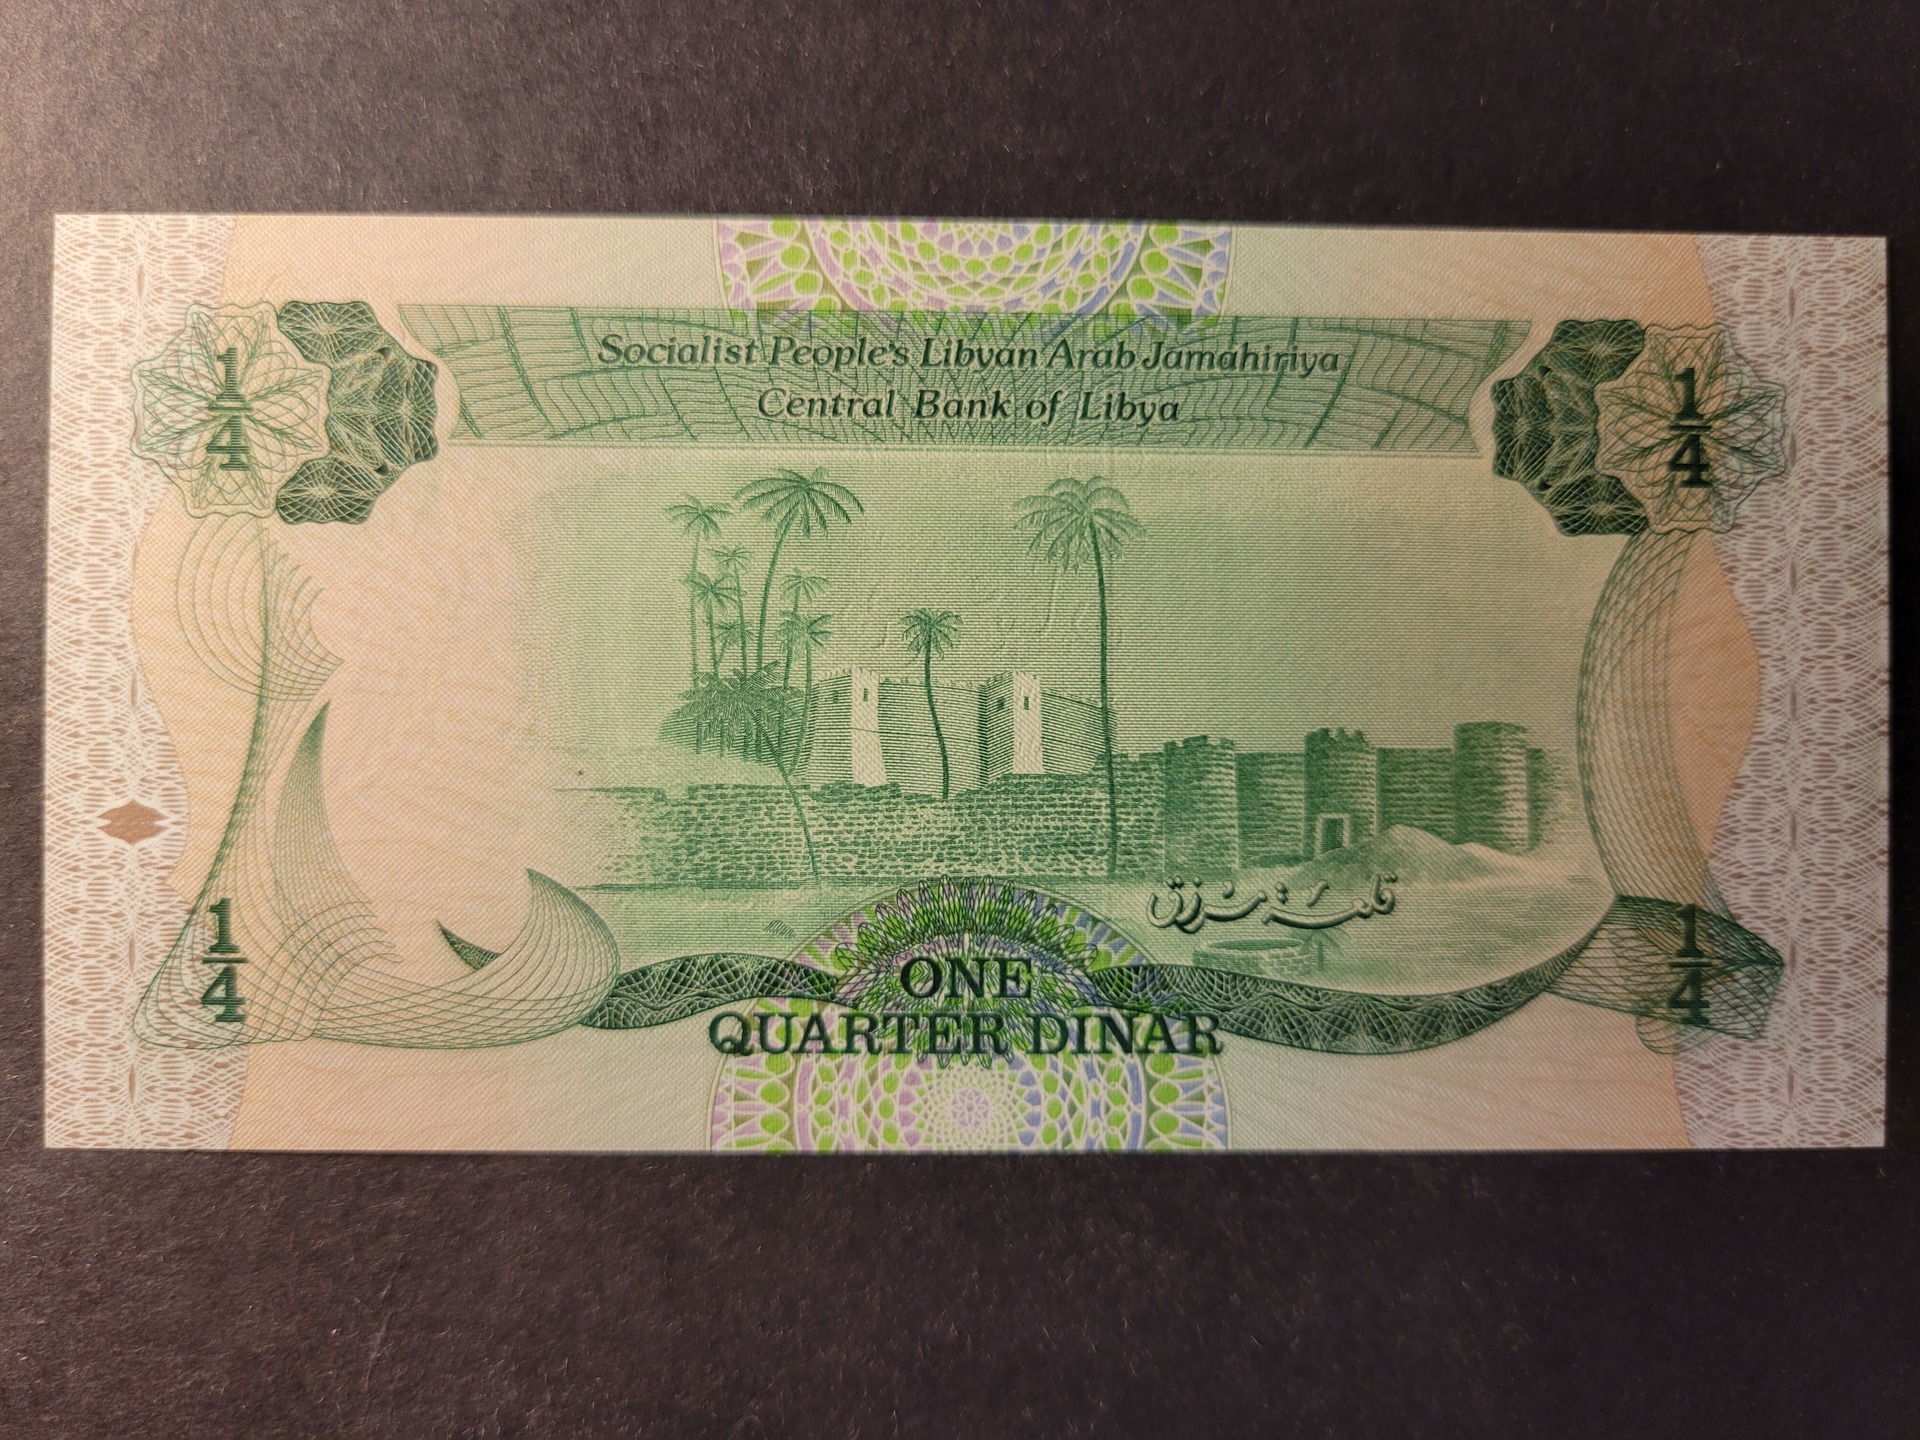 Socialist People's Libyan Arab Jamahiriya
Central Bank of Libya
1/4
1/4
قلعة مرزق
1/4
ONE
QUARTER DINAR
1/4